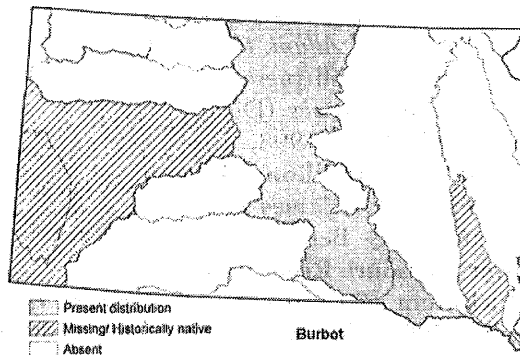 Present distribution
Missing/ Historically native
Absent
Burbot